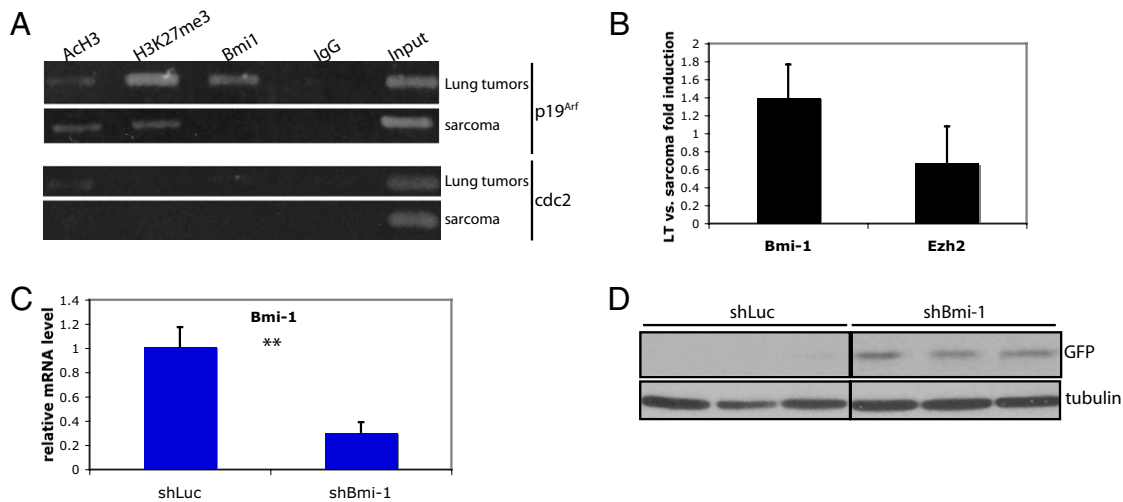 A
AcH3 H3K27me3 Bmi1 IgG Input
Lung tumors
sarcoma
p19Arf
Lung tumors
sarcoma
cdc2
B
LT vs. sarcoma fold induction
2
1.8
1.6
1.4
1.2
1
0.8
0.6
0.4
0.2
0
Bmi-1 Ezh2
C
relative mRNA level
1.4
1.2
1
0.8
0.6
0.4
0.2
0
Bmi-1
**
shLuc shBmi-1
D
shLuc shBmi-1
GFP
tubulin